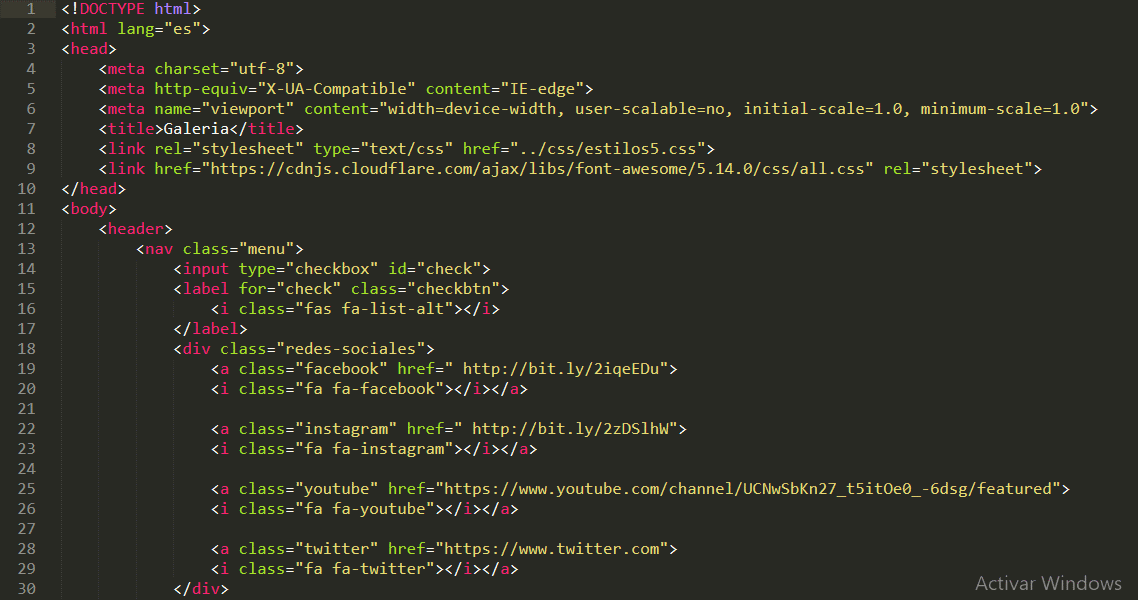 1 <!DOCTYPE html>
2 <html lang="es">
3 <head>
4 <meta charset="utf-8">
5 <meta http-equiv="X-UA-Compatible" content="IE-edge">
6 <meta name="viewport" content="width=device-width, user-scalable=no, initial-scale=1.0, minimum-scale=1.0">
7 <title>Galeria</title>
8 <link rel="stylesheet" type="text/css" href="../css/estilos5.css">
9 <link href="https://cdnjs.cloudflare.com/ajax/libs/font-awesome/5.14.0/css/all.css" rel="stylesheet">
10 </head>
11 <body>
12 <header>
13 <nav class="menu">
14 <input type="checkbox" id="check">
15 <label for="check" class="checkbtn">
16 <i class="fas fa-list-alt"></i>
17 </label>
18 <div class="redes-sociales">
19 <a class="facebook" href=" http://bit.ly/2iqeEDu">
20 <i class="fa fa-facebook"></i></a>
21
22 <a class="instagram" href=" http://bit.ly/2zDSlhW">
23 <i class="fa fa-instagram"></i></a>
24
25 <a class="youtube" href="https://www.youtube.com/channel/UCNwSbKn27_t5itOe0_-6dsg/featured">
26 <i class="fa fa-youtube"></i></a>
27
28 <a class="twitter" href="https://www.twitter.com">
29 <i class="fa fa-twitter"></i></a>
30 </div>
Activar Windows